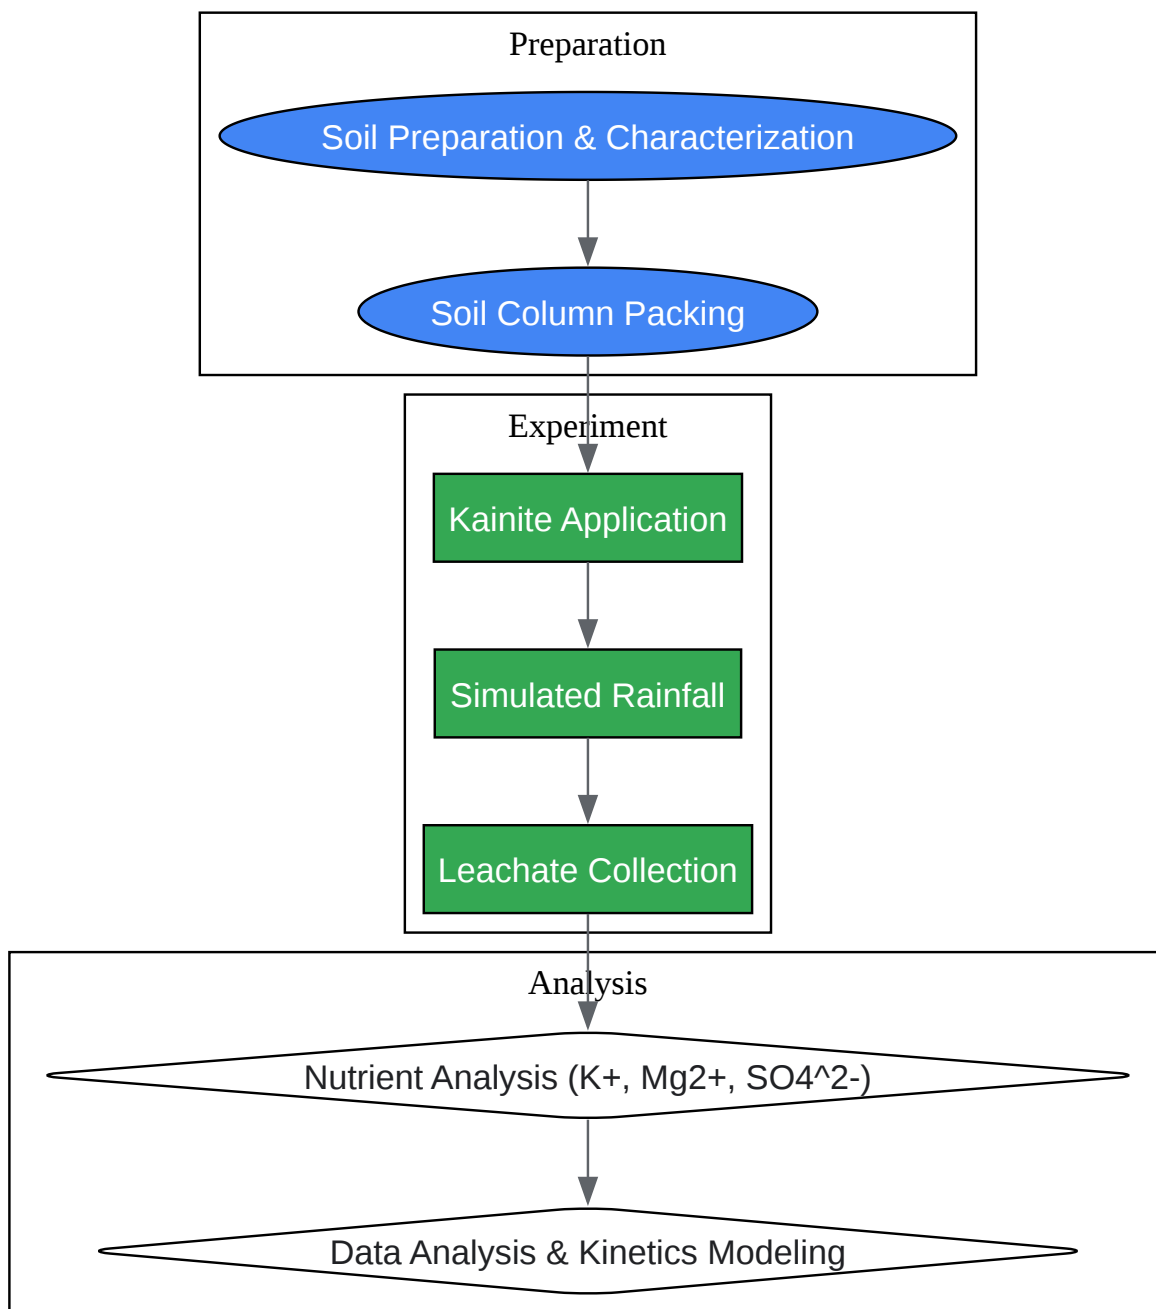 Preparation
Soil Preparation & Characterization
Soil Column Packing
Experiment
Kainite Application
Simulated Rainfall
Leachate Collection
Analysis
Nutrient Analysis (K+, Mg2+, SO4^2-)
Data Analysis & Kinetics Modeling